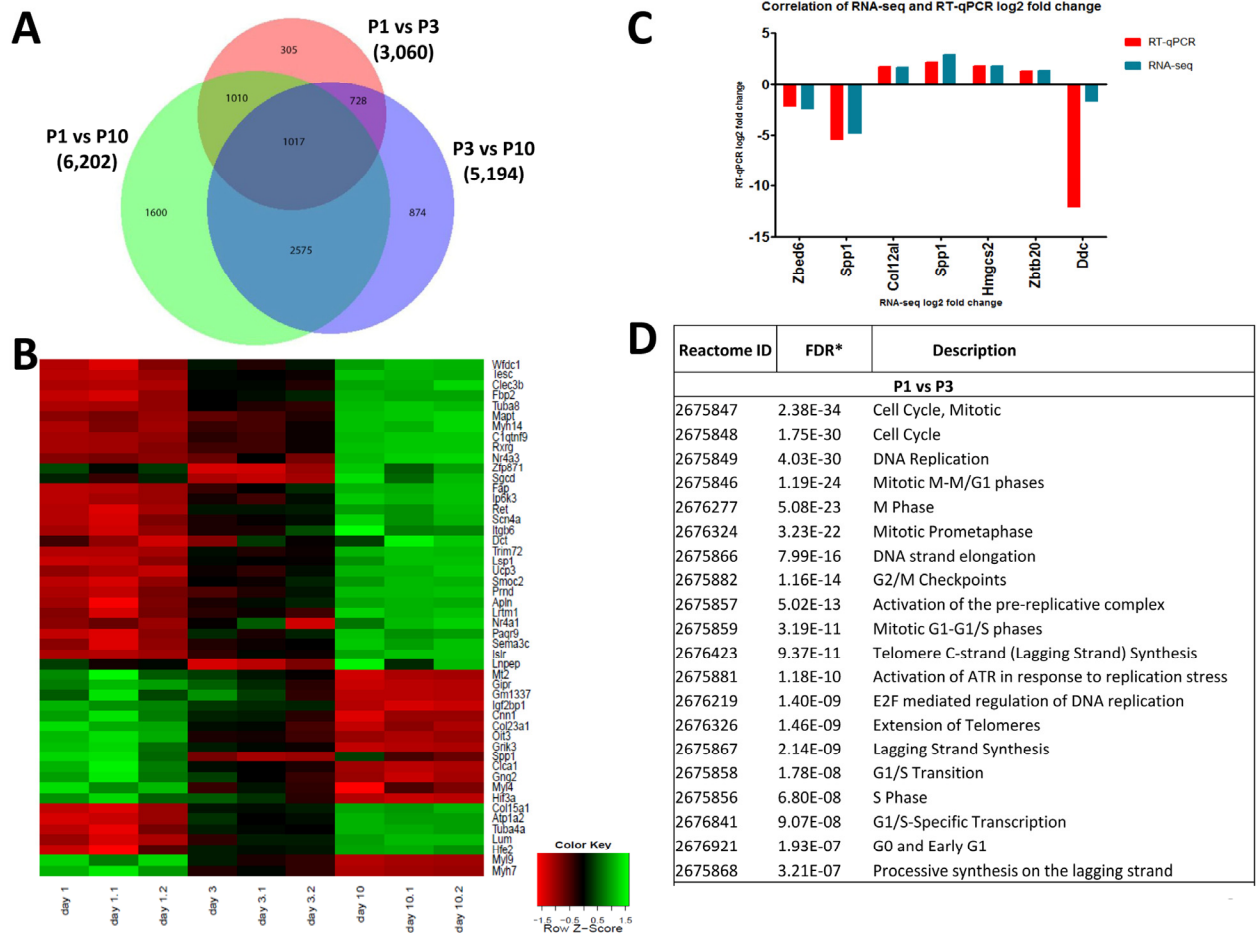 A
P1 vs P3
(3,060)
305
1010
728
P1 vs P10
(6,202)
1017
P3 vs P10
(5,194)
1600
874
2575
B
Wfdc1
Tesc
Clec3b
Fbp2
Tuba8
Mapt
Myh14
C1qtnf9
Rxrg
Nr4a3
Zfp871
Sgcd
Fap
Ip6k3
Ret
Scn4a
Itgb6
Dct
Trim72
Lsp1
Ucp3
Smoc2
Prnd
Apln
Lrtm1
Nr4a1
Paqr9
Sema3c
Islr
Lnpep
Mt2
Gipr
Gm1337
Igf2bp1
Cnn1
Col23a1
Oit3
Grik3
Spp1
Clca1
Gng2
Myl4
Hif3a
Col15a1
Atp1a2
Tuba4a
Lum
Hfe2
Myl9
Myh7
day 1
day 1.1
day 1.2
day 3
day 3.1
day 3.2
day 10
day 10.1
day 10.2
Color Key
-1.5 -0.5 0.5 1.5
Row Z-Score
C
Correlation of RNA-seq and RT-qPCR log2 fold change
RT-qPCR
RNA-seq
5
0
-5
-10
-15
RT-qPCR log2 fold change
Zbed6
Spp1
Col12al
Spp1
Hmgcs2
Zbtb20
Ddc
RNA-seq log2 fold change
D
Reactome ID FDR* Description
P1 vs P3
2675847 2.38E-34 Cell Cycle, Mitotic
2675848 1.75E-30 Cell Cycle
2675849 4.03E-30 DNA Replication
2675846 1.19E-24 Mitotic M-M/G1 phases
2676277 5.08E-23 M Phase
2676324 3.23E-22 Mitotic Prometaphase
2675866 7.99E-16 DNA strand elongation
2675882 1.16E-14 G2/M Checkpoints
2675857 5.02E-13 Activation of the pre-replicative complex
2675859 3.19E-11 Mitotic G1-G1/S phases
2676423 9.37E-11 Telomere C-strand (Lagging Strand) Synthesis
2675881 1.18E-10 Activation of ATR in response to replication stress
2676219 1.40E-09 E2F mediated regulation of DNA replication
2676326 1.46E-09 Extension of Telomeres
2675867 2.14E-09 Lagging Strand Synthesis
2675858 1.78E-08 G1/S Transition
2675856 6.80E-08 S Phase
2676841 9.07E-08 G1/S-Specific Transcription
2676921 1.93E-07 G0 and Early G1
2675868 3.21E-07 Processive synthesis on the lagging strand